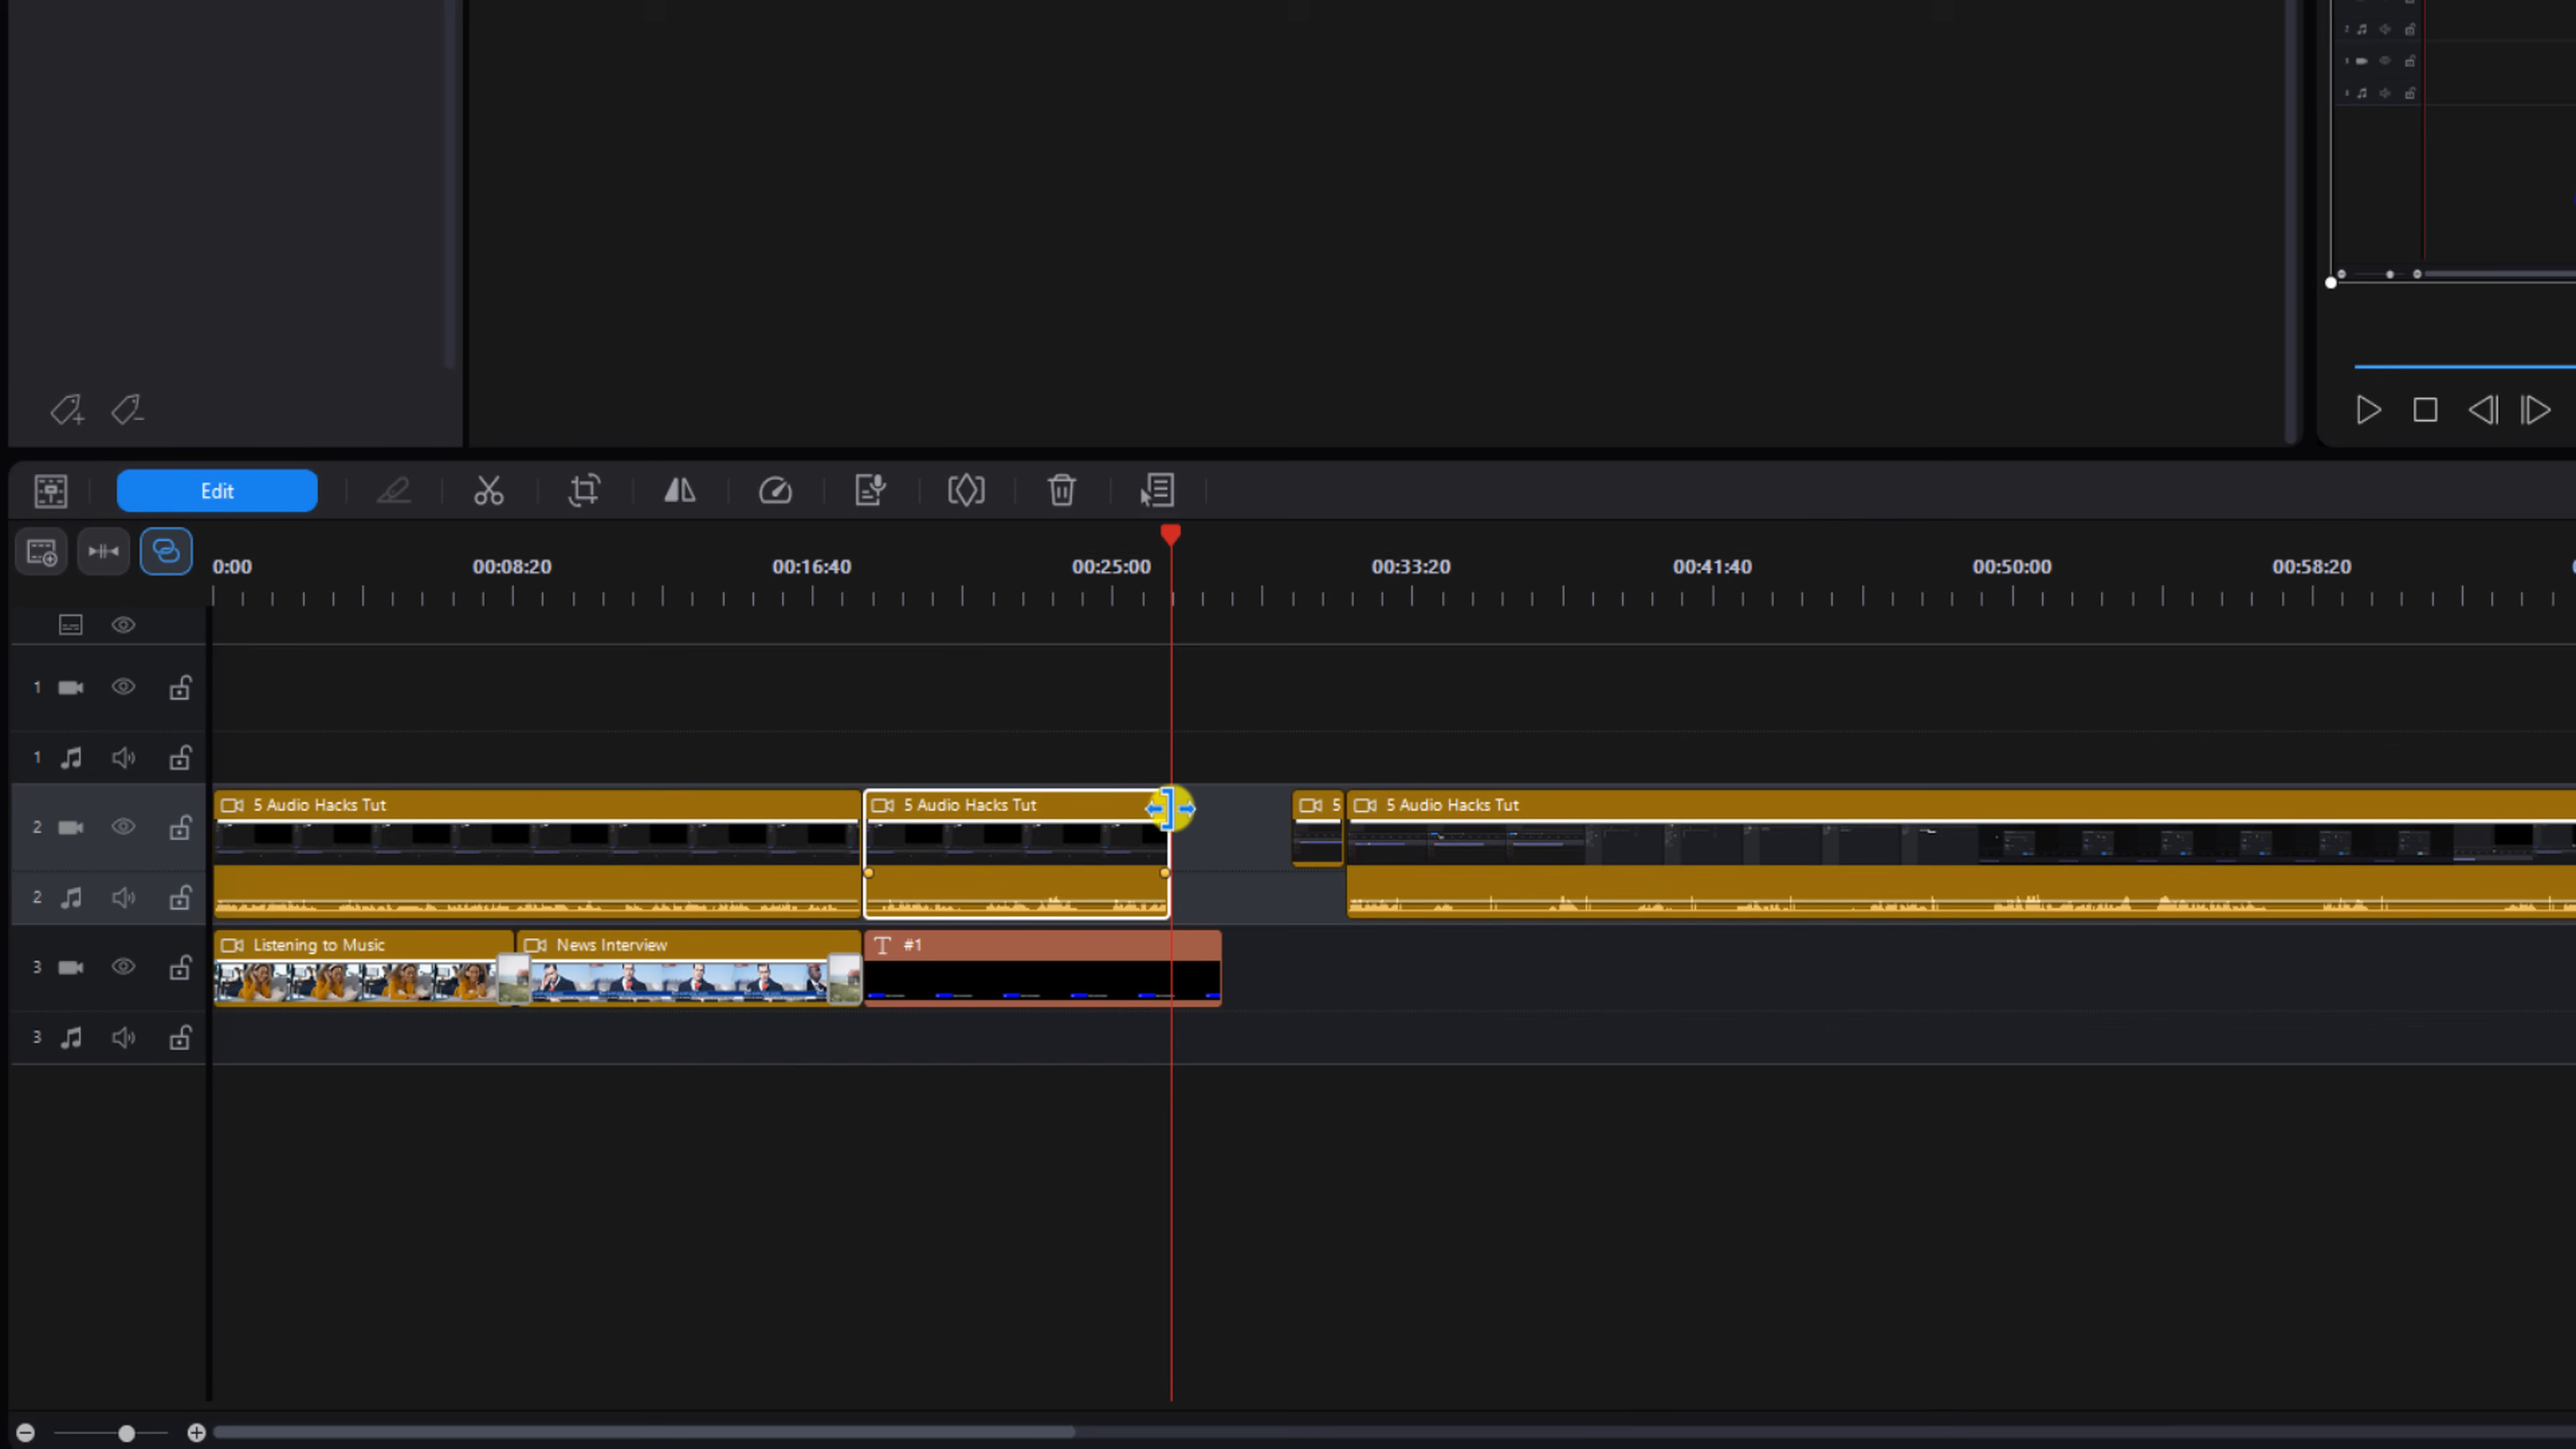 Edit
0:00 00:08:20 00:16:40 00:25:00 00:33:20 00:41:40 00:50:00 00:58:20
1
1
2 5 Audio Hacks Tut 5 Audio Hacks Tut 5 5 Audio Hacks Tut
2
3 Listening to Music News Interview #1
3